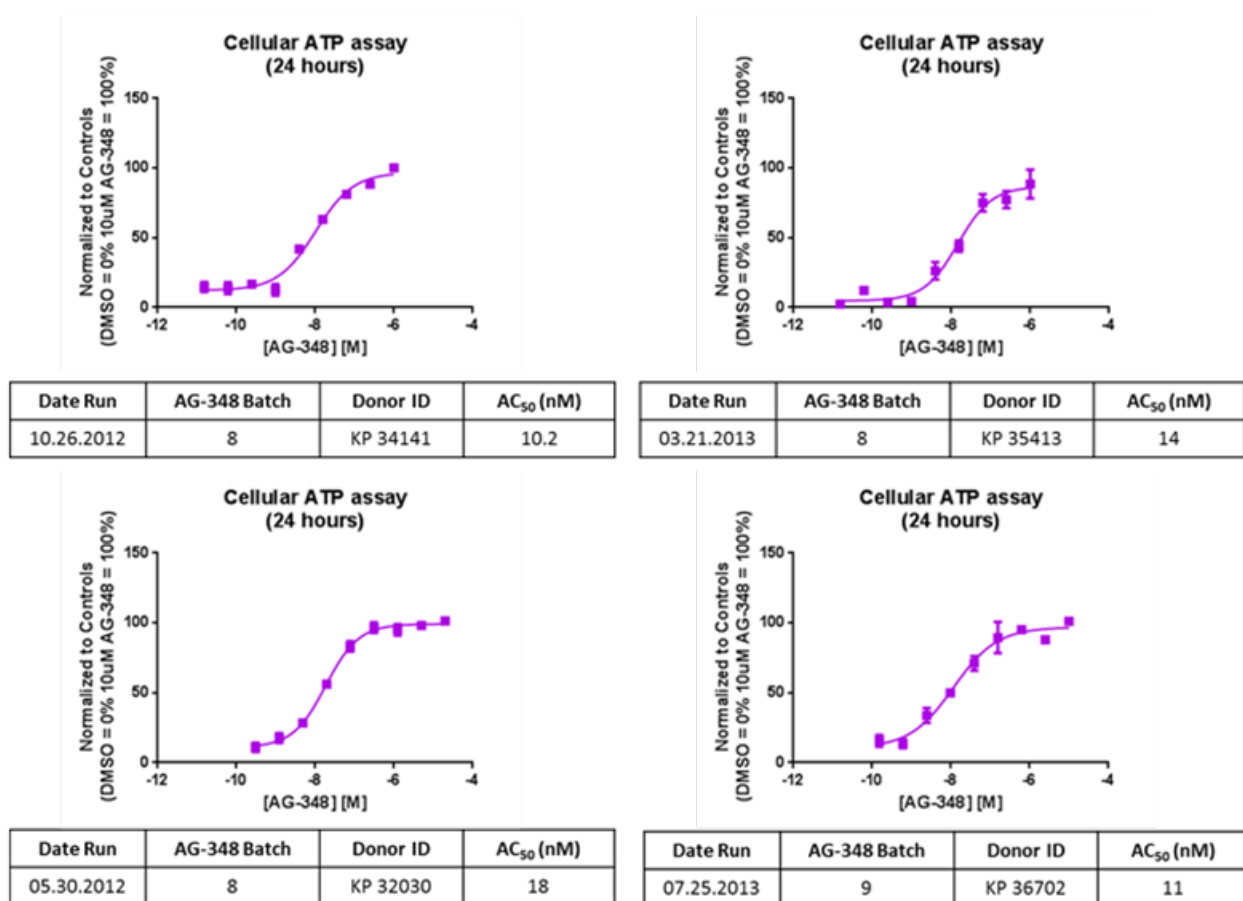 Cellular ATP assay
(24 hours)
Normalized to Controls
(DMSO = 0% 10uM AG-348 = 100%)
150
100
50
0
-12 -10 -8 -6 -4
[AG-348] [M]
Date Run AG-348 Batch Donor ID AC50 (nM)
10.26.2012 8 KP 34141 10.2
Cellular ATP assay
(24 hours)
Normalized to Controls
(DMSO = 0% 10uM AG-348 = 100%)
150
100
50
0
-12 -10 -8 -6 -4
[AG-348] [M]
Date Run AG-348 Batch Donor ID AC50 (nM)
03.21.2013 8 KP 35413 14
Cellular ATP assay
(24 hours)
Normalized to Controls
(DMSO = 0% 10uM AG-348 = 100%)
150
100
50
0
-12 -10 -8 -6 -4
[AG-348] [M]
Date Run AG-348 Batch Donor ID AC50 (nM)
05.30.2012 8 KP 32030 18
Cellular ATP assay
(24 hours)
Normalized to Controls
(DMSO = 0% 10uM AG-348 = 100%)
150
100
50
0
-12 -10 -8 -6 -4
[AG-348] [M]
Date Run AG-348 Batch Donor ID AC50 (nM)
07.25.2013 9 KP 36702 11